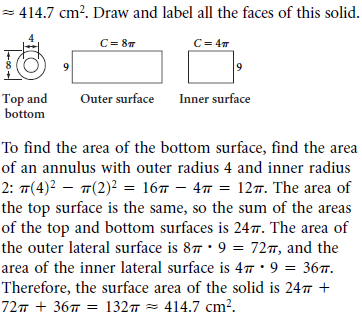 ≈ 414.7 cm². Draw and label all the faces of this solid.
4
C = 8π
C = 4π
8
9
9
Top and
bottom
Outer surface
Inner surface
To find the area of the bottom surface, find the area
of an annulus with outer radius 4 and inner radius
2: π(4)² − π(2)² = 16π − 4π = 12π. The area of
the top surface is the same, so the sum of the areas
of the top and bottom surfaces is 24π. The area of
the outer lateral surface is 8π · 9 = 72π, and the
area of the inner lateral surface is 4π · 9 = 36π.
Therefore, the surface area of the solid is 24π +
72π + 36π = 132π ≈ 414.7 cm².